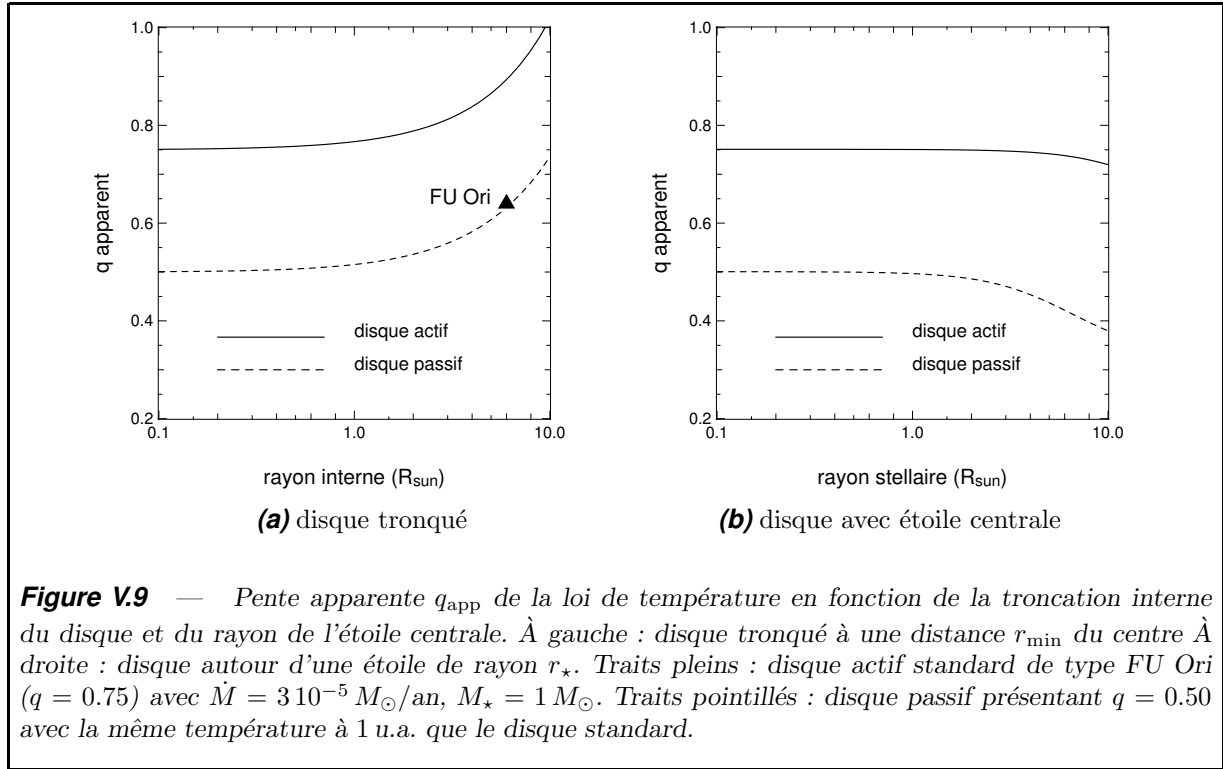 1.0
0.8
0.6
0.4
0.2
0.1
1.0
10.0
q apparent
FU Ori
disque actif
disque passif
rayon interne (Rsun)
(a) disque tronqué
1.0
0.8
0.6
0.4
0.2
0.1
1.0
10.0
q apparent
disque actif
disque passif
rayon stellaire (Rsun)
(b) disque avec étoile centrale
Figure V.9 — Pente apparente q_app de la loi de température en fonction de la troncation interne
du disque et du rayon de l'étoile centrale. À gauche : disque tronqué à une distance r_min du centre À
droite : disque autour d'une étoile de rayon r⋆. Traits pleins : disque actif standard de type FU Ori
(q = 0.75) avec Ṁ = 3 10⁻⁵ M⊙/an, M⋆ = 1 M⊙. Traits pointillés : disque passif présentant q = 0.50
avec la même température à 1 u.a. que le disque standard.